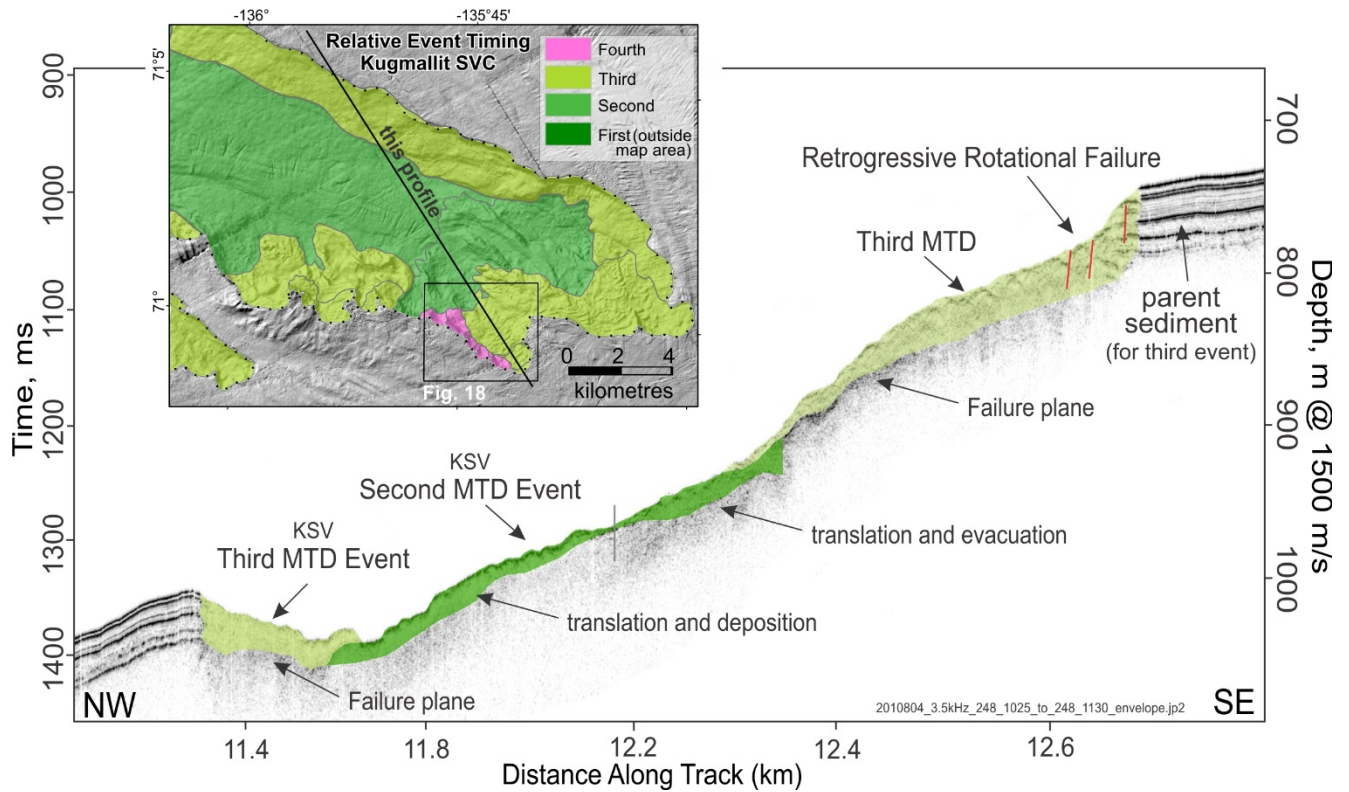 -136°
-135°45'
71°5'
71°
Relative Event Timing
Kugmallit SVC
Fourth
Third
Second
First (outside
map area)
this profile
Fig. 18
0 2 4
kilometres
900
1000
1100
1200
1300
1400
Time, ms
700
800
900
1000
Depth, m @ 1500 m/s
Retrogressive Rotational Failure
Third MTD
parent
sediment
(for third event)
Failure plane
KSV
Second MTD Event
translation and evacuation
KSV
Third MTD Event
translation and deposition
Failure plane
NW
SE
2010804_3.5kHz_248_1025_to_248_1130_envelope.jp2
11.4
11.8
12.2
12.4
12.6
Distance Along Track (km)